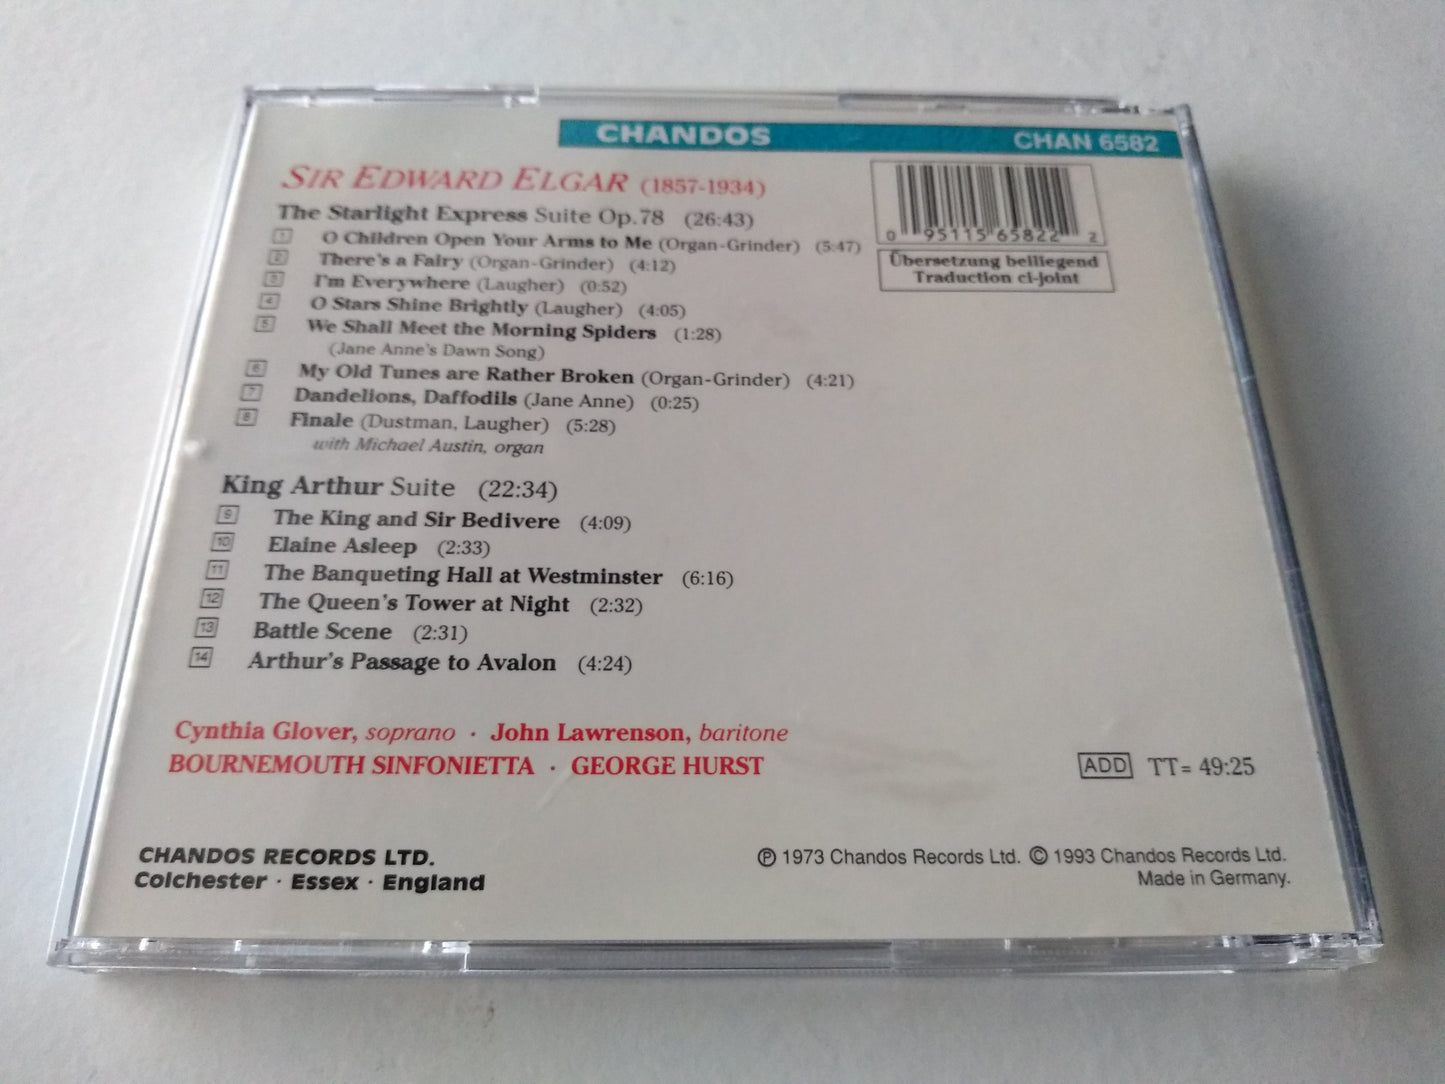 CHANDOS CHAN 6582
SIR EDWARD ELGAR (1857-1934)
The Starlight Express Suite Op.78 (26:43)
1 O Children Open Your Arms to Me (Organ-Grinder) (5:47)
2 There's a Fairy (Organ-Grinder) (4:12)
3 I'm Everywhere (Laugher) (0:52)
4 O Stars Shine Brightly (Laugher) (4:05)
5 We Shall Meet the Morning Spiders (1:28)
(Jane Anne's Dawn Song)
6 My Old Tunes are Rather Broken (Organ-Grinder) (4:21)
7 Dandelions, Daffodils (Jane Anne) (0:25)
8 Finale (Dustman, Laugher) (5:28)
with Michael Austin, organ
0 95115 65822 2
Übersetzung beiliegend
Traduction ci-joint
King Arthur Suite (22:34)
9 The King and Sir Bedivere (4:09)
10 Elaine Asleep (2:33)
11 The Banqueting Hall at Westminster (6:16)
12 The Queen's Tower at Night (2:32)
13 Battle Scene (2:31)
14 Arthur's Passage to Avalon (4:24)
Cynthia Glover, soprano · John Lawrenson, baritone
BOURNEMOUTH SINFONIETTA · GEORGE HURST
ADD TT= 49:25
CHANDOS RECORDS LTD.
Colchester · Essex · England
Ⓟ 1973 Chandos Records Ltd. © 1993 Chandos Records Ltd.
Made in Germany.